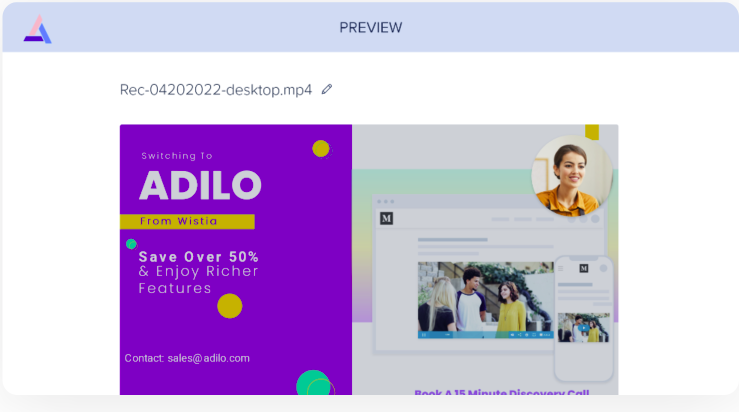 PREVIEW
Rec-04202022-desktop.mp4
Switching To
ADILO
From Wistia
Save Over 50%
& Enjoy Richer
Features
Contact: sales@adilo.com
M
M
Book A 15 Minute Discovery Call